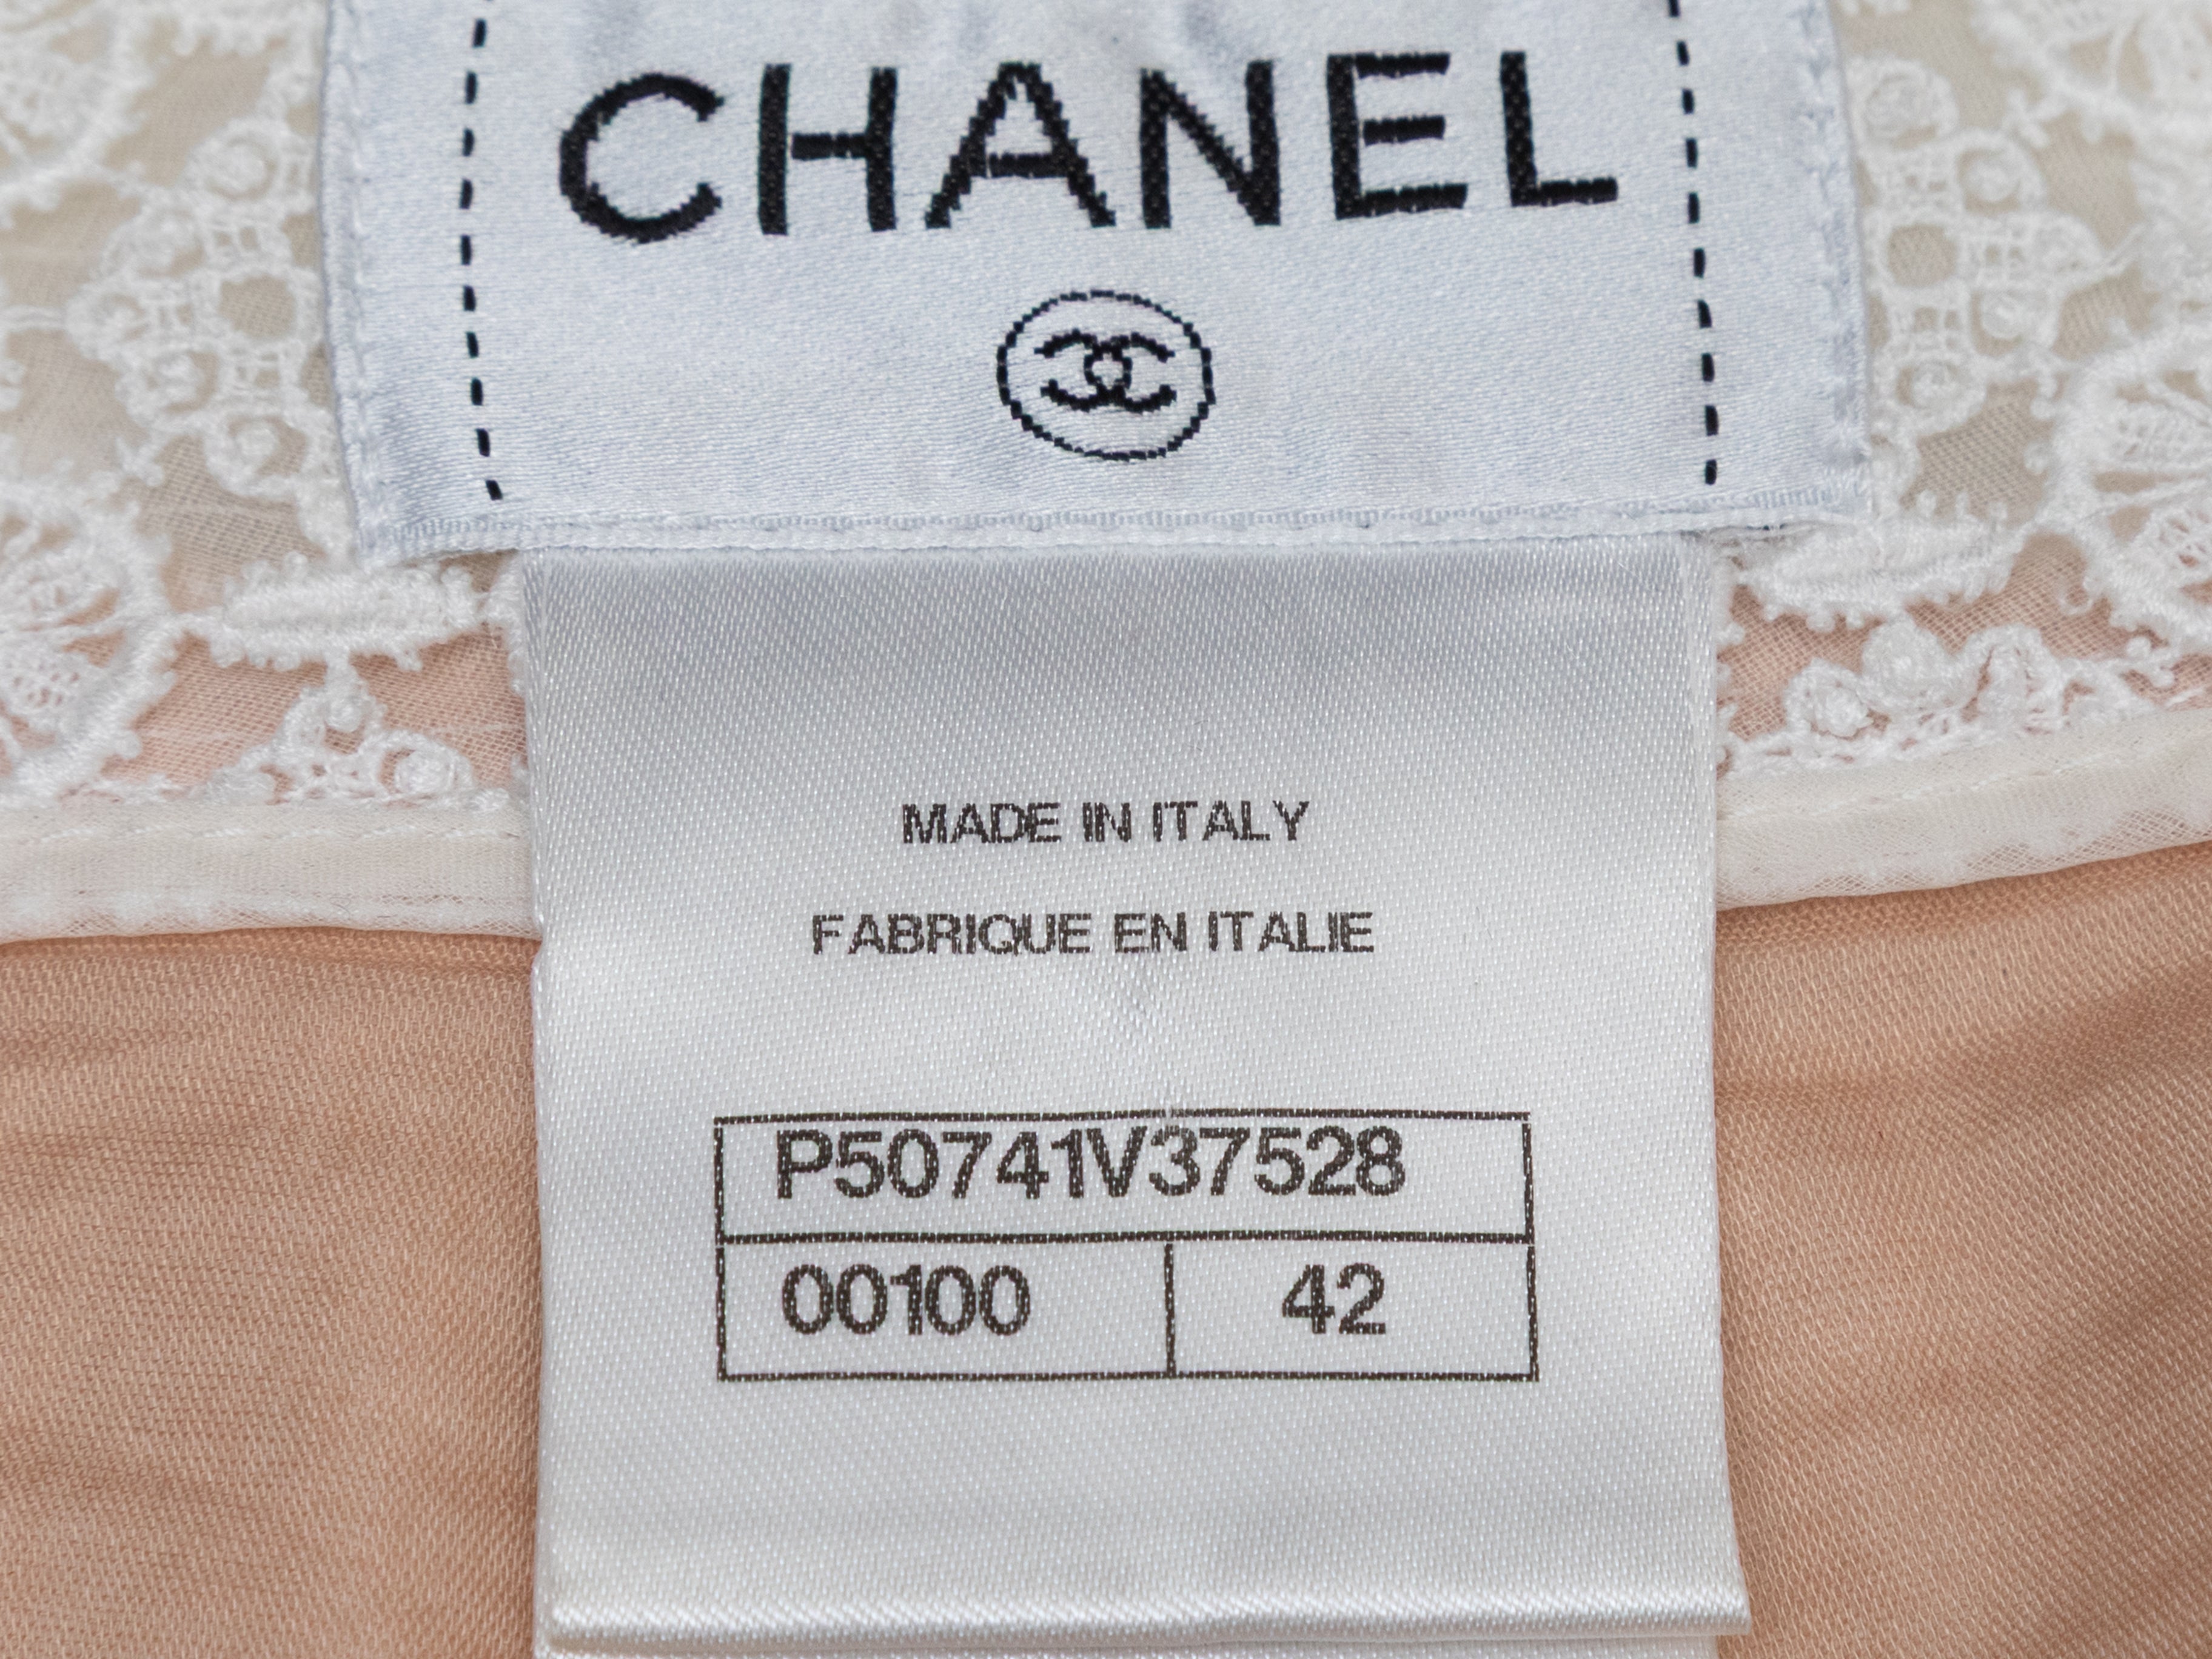 CHANEL
MADE IN ITALY
FABRIQUE EN ITALIE
P50741V37528
00100 42